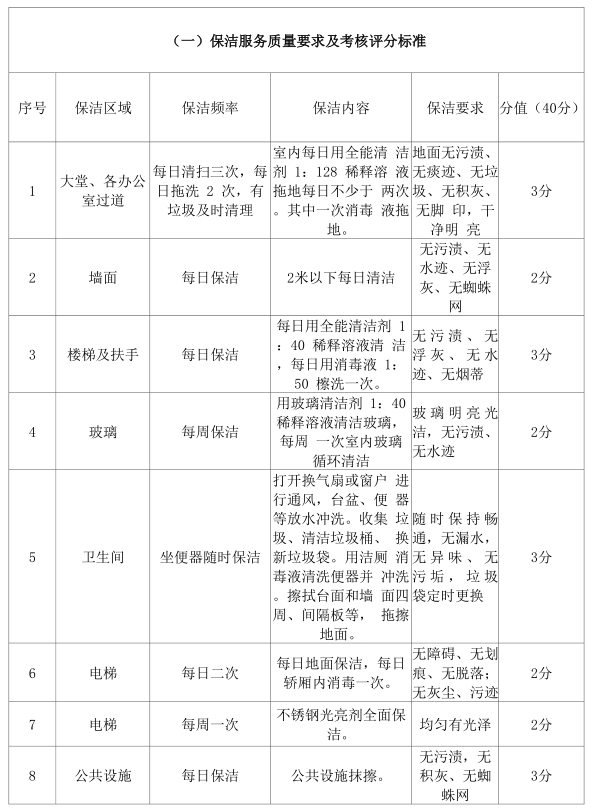 （一）保洁服务质量要求及考核评分标准
序号 保洁区域 保洁频率 保洁内容 保洁要求 分值（40分）
1
大堂、各办公
室过道
每日清扫三次，每
日拖洗 2 次，有
垃圾及时清理
室内每日用全能清 洁
剂 1：128 稀释溶 液
拖地每日不少于 两次
。其中一次消毒 液拖
地。
地面无污渍、
无痰迹、无垃
圾、无积灰、
无脚 印，干
净明 亮
3分
2
墙面
每日保洁
2米以下每日清洁
无污渍、无
水迹、无浮
灰、无蜘蛛
网
2分
3
楼梯及扶手
每日保洁
每日用全能清洁剂 1
：40 稀释溶液清 洁
，每日用消毒液 1：
50 檫洗一次。
无污渍、无
浮灰、无水
迹、无烟蒂
3分
4
玻璃
每周保洁
用玻璃清洁剂 1：40
稀释溶液清洁玻璃，
每周 一次室内玻璃
循环清洁
玻璃明亮光
洁，无污渍、
无水迹
2分
5
卫生间
坐便器随时保洁
打开换气扇或窗户 进
行通风，台盆、便 器
等放水冲洗。收集 垃
圾、清洁垃圾桶、 换
新垃圾袋。用洁厕 消
毒液清洗便器并 冲洗
。擦拭台面和墙 面四
周、间隔板等， 拖擦
地面。
随时保持畅
通，无漏水，
无异味、无
污垢，垃圾
袋定时更换
3分
6
电梯
每日二次
每日地面保洁，每日
轿厢内消毒一次。
无障碍、无划
痕、无脱落；
无灰尘、污迹
2分
7
电梯
每周一次
不锈钢光亮剂全面保
洁。
均匀有光泽
2分
8
公共设施
每日保洁
公共设施抹擦。
无污渍，无
积灰、无蜘
蛛网
3分